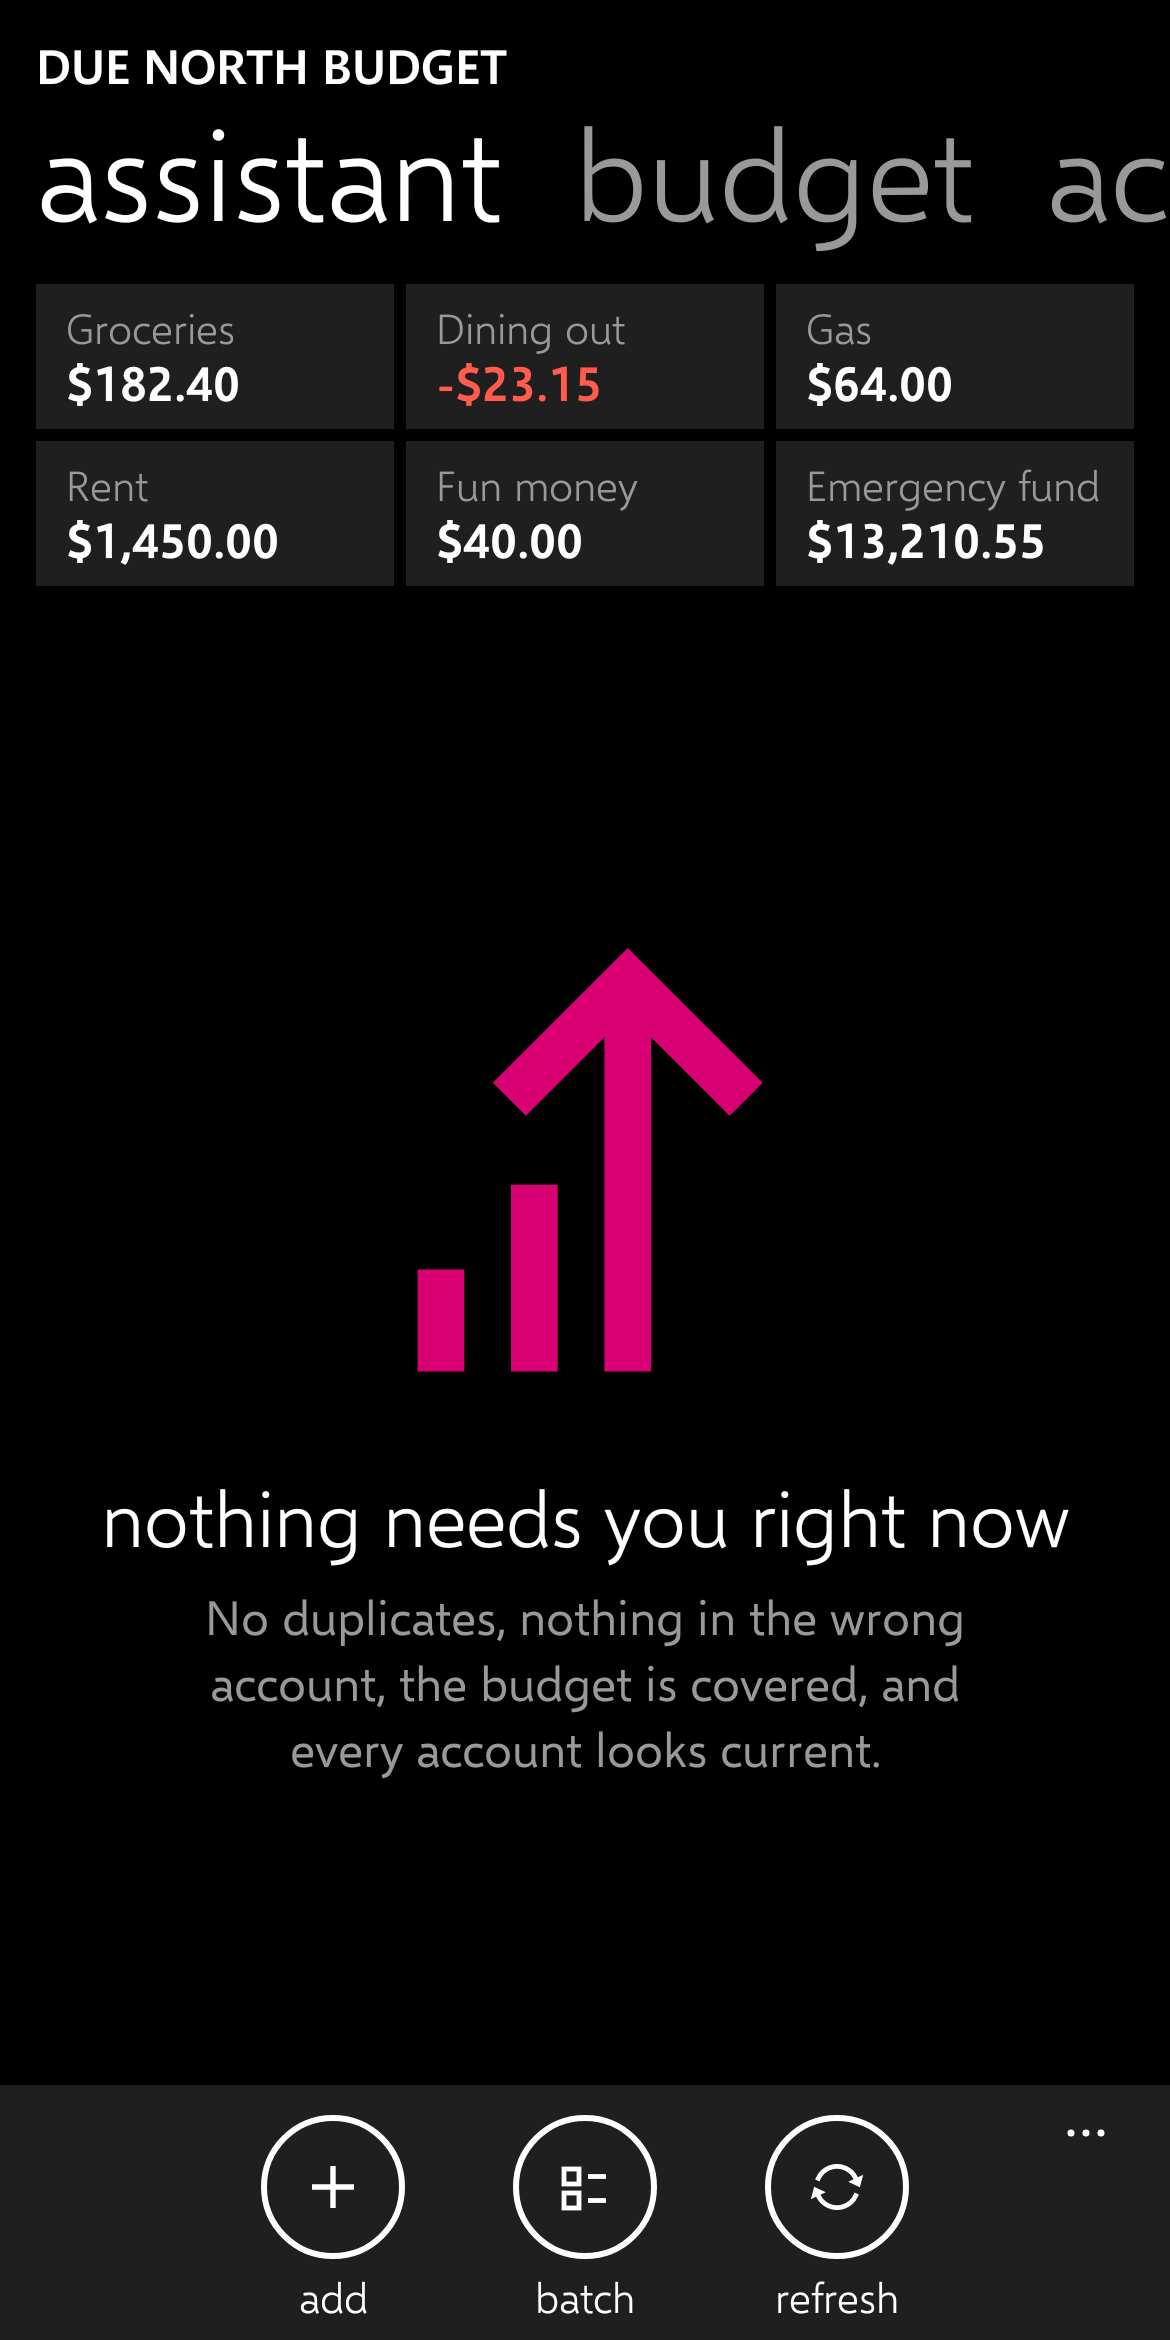 DUE NORTH BUDGET
assistant budget ac
Groceries
$182.40
Dining out
-$23.15
Gas
$64.00
Rent
$1,450.00
Fun money
$40.00
Emergency fund
$13,210.55
nothing needs you right now
No duplicates, nothing in the wrong
account, the budget is covered, and
every account looks current.
add
batch
refresh